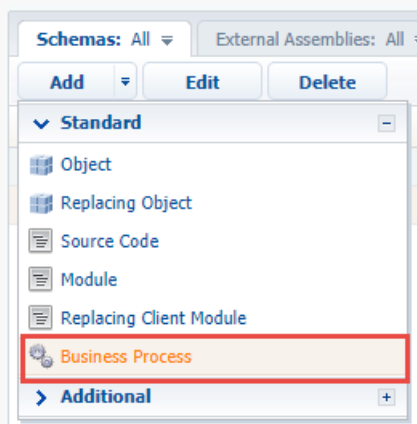 Schemas: All External Assemblies: All
Add Edit Delete
Standard
Object
Replacing Object
Source Code
Module
Replacing Client Module
Business Process
Additional